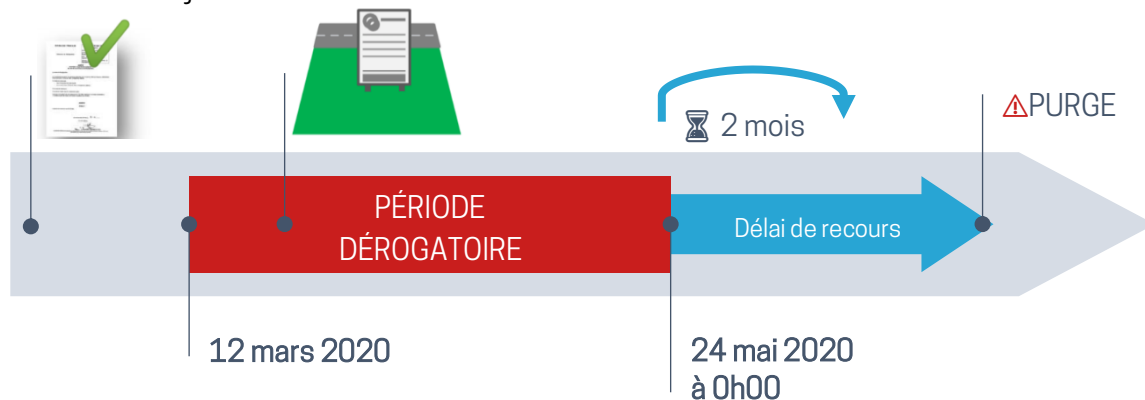 2 mois
PURGE
PÉRIODE
DÉROGATOIRE
Délai de recours
12 mars 2020
24 mai 2020
à 0h00